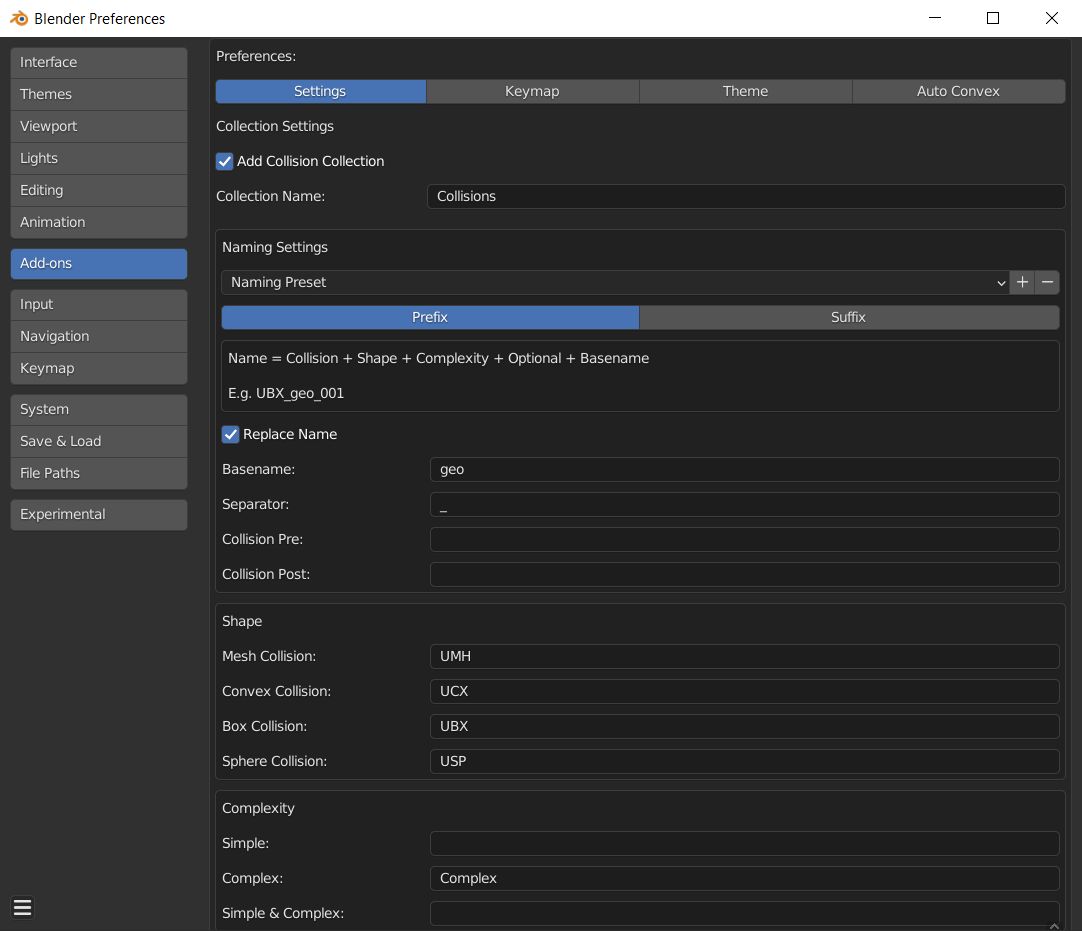 Blender Preferences
Interface
Themes
Viewport
Lights
Editing
Animation
Add-ons
Input
Navigation
Keymap
System
Save & Load
File Paths
Experimental
Preferences:
Settings Keymap Theme Auto Convex
Collection Settings
Add Collision Collection
Collection Name: Collisions
Naming Settings
Naming Preset
Prefix Suffix
Name = Collision + Shape + Complexity + Optional + Basename
E.g. UBX_geo_001
Replace Name
Basename: geo
Separator: _
Collision Pre:
Collision Post:
Shape
Mesh Collision: UMH
Convex Collision: UCX
Box Collision: UBX
Sphere Collision: USP
Complexity
Simple:
Complex: Complex
Simple & Complex: